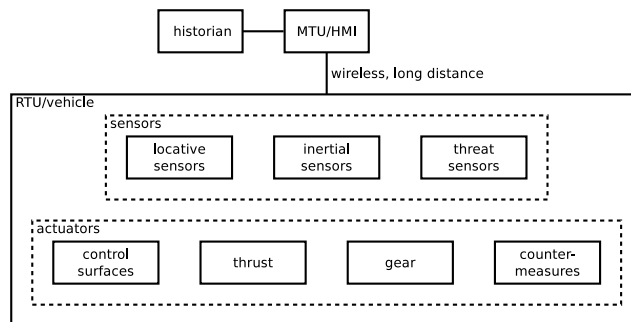 historian
MTU/HMI
wireless, long distance
RTU/vehicle
sensors
locative
sensors
inertial
sensors
threat
sensors
actuators
control
surfaces
thrust
gear
counter-
measures